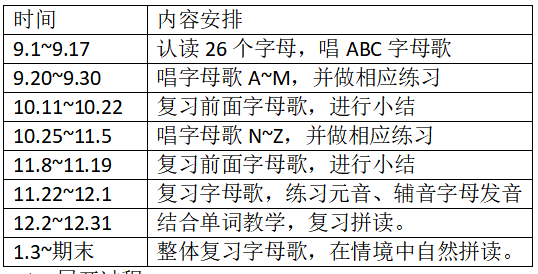 时间 内容安排
9.1~9.17 认读 26 个字母，唱 ABC 字母歌
9.20~9.30 唱字母歌 A~M，并做相应练习
10.11~10.22 复习前面字母歌，进行小结
10.25~11.5 唱字母歌 N~Z，并做相应练习
11.8~11.19 复习前面字母歌，进行小结
11.22~12.1 复习字母歌，练习元音、辅音字母发音
12.2~12.31 结合单词教学，复习拼读。
1.3~期末 整体复习字母歌，在情境中自然拼读。